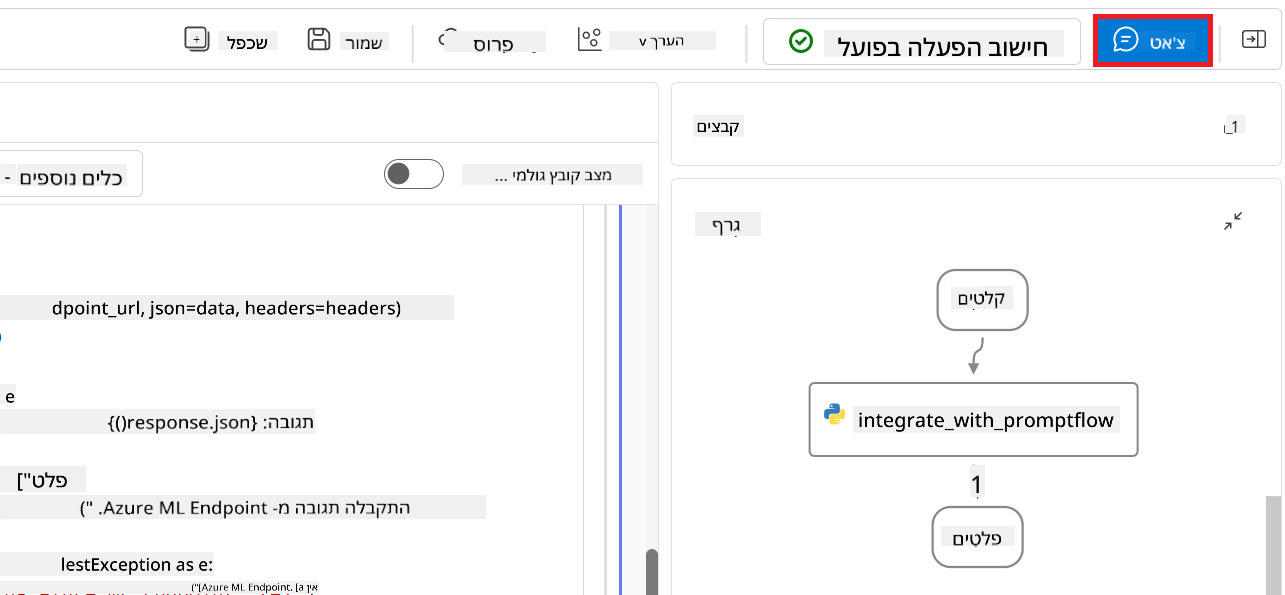 שכפל
שמור
פרוס
הערך v
חישוב הפעלה בפועל
צ'אט
קבצים
1
כלים נוספים -
מצב קובץ גולמי ...
גרף
קלטים
dpoint_url, json=data, headers=headers)
e
תגובה: {response.json()}
integrate_with_promptflow
פלט"]
1
התקבלה תגובה מ- Azure ML Endpoint. ")
פלטים
lestException as e: